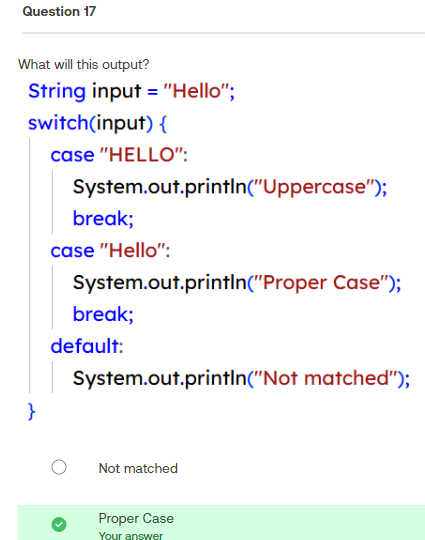 Question 17
What will this output?
String input = "Hello";
switch(input) {
case "HELLO":
System.out.println("Uppercase");
break;
case "Hello":
System.out.println("Proper Case");
break;
default:
System.out.println("Not matched");
}
Not matched
Proper Case
Your answer